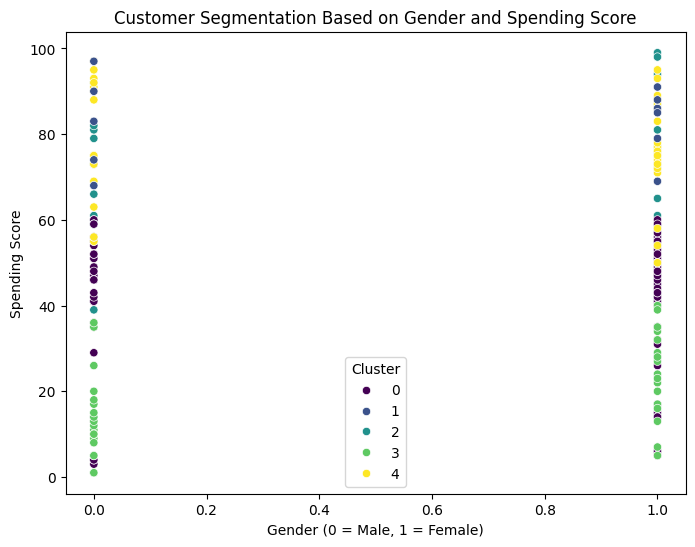 Customer Segmentation Based on Gender and Spending Score
Spending Score
100
80
60
40
20
0
Cluster
0
1
2
3
4
0.0 0.2 0.4 0.6 0.8 1.0
Gender (0 = Male, 1 = Female)